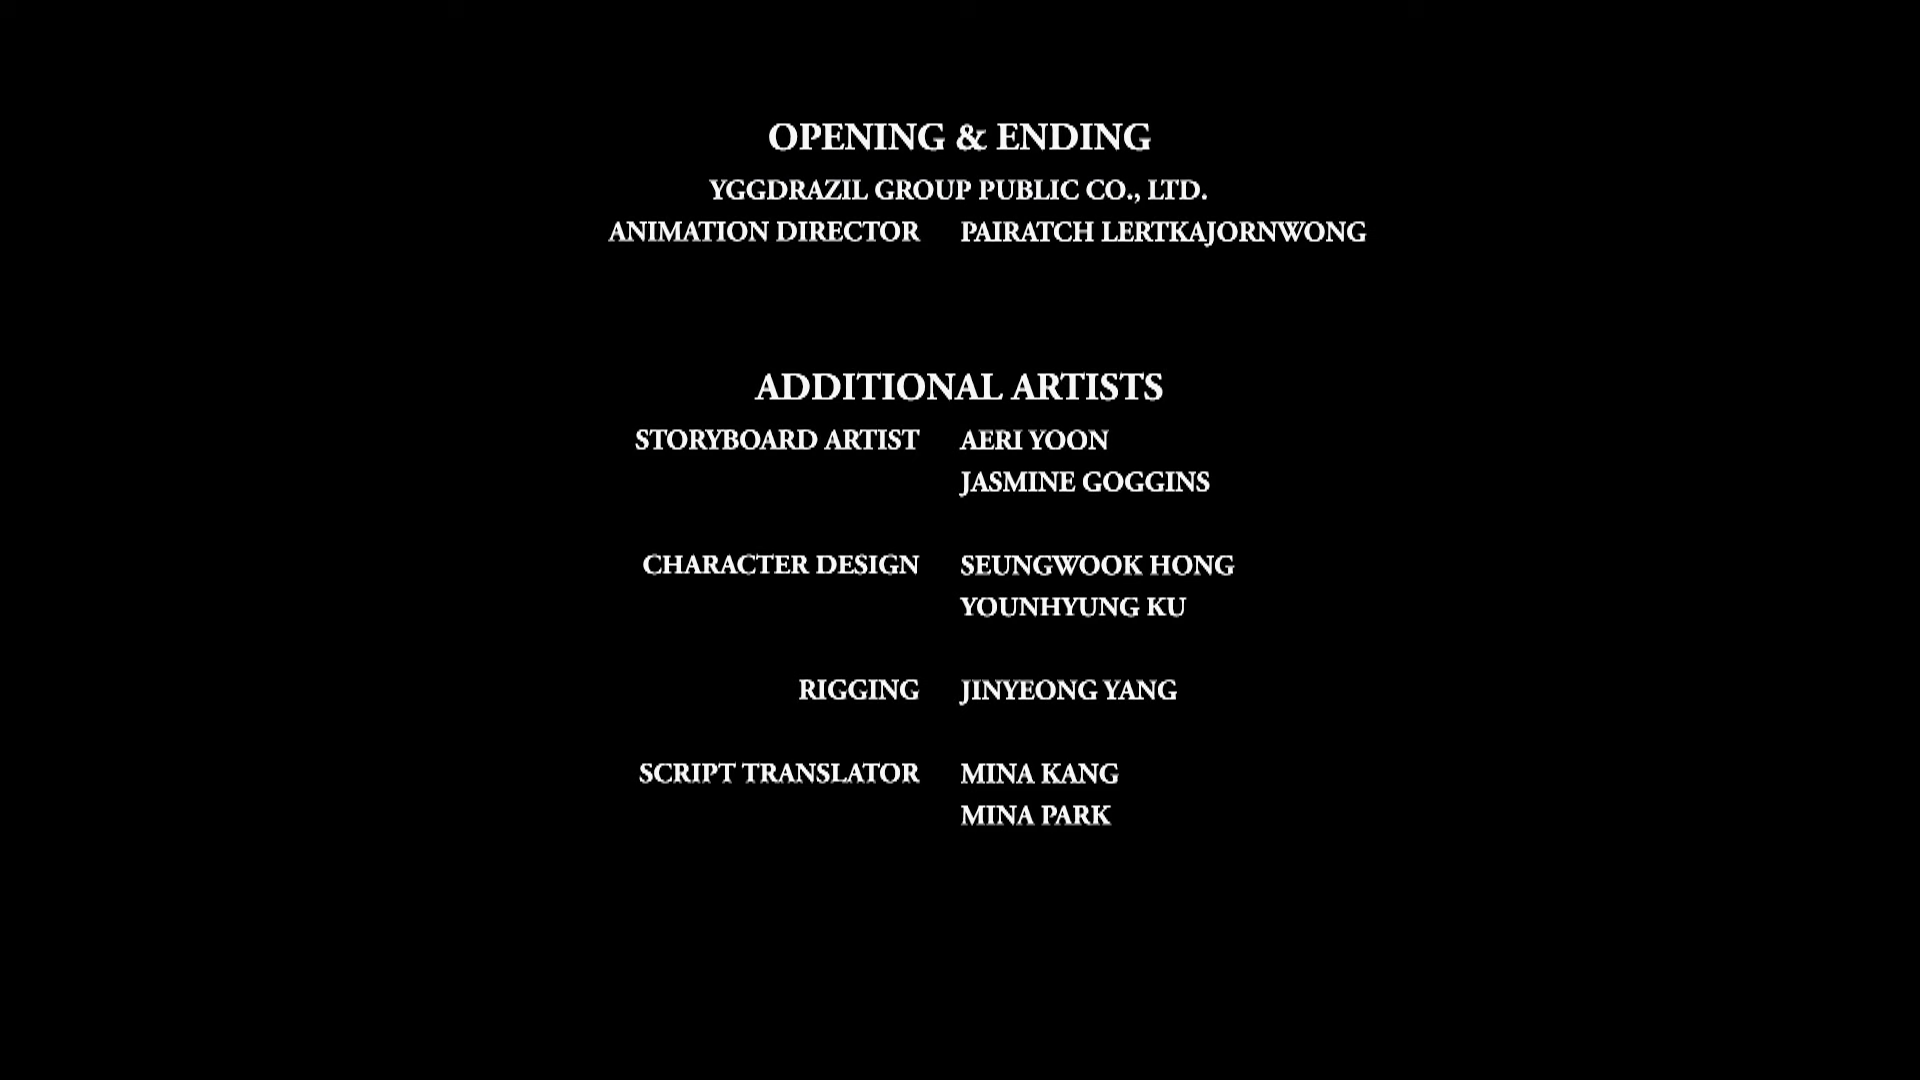 OPENING & ENDING
YGGDRAZIL GROUP PUBLIC CO., LTD.
ANIMATION DIRECTOR PAIRATCH LERTKAJORNWONG
ADDITIONAL ARTISTS
STORYBOARD ARTIST AERI YOON
JASMINE GOGGINS
CHARACTER DESIGN SEUNGWOOK HONG
YOUNHYUNG KU
RIGGING JINYEONG YANG
SCRIPT TRANSLATOR MINA KANG
MINA PARK